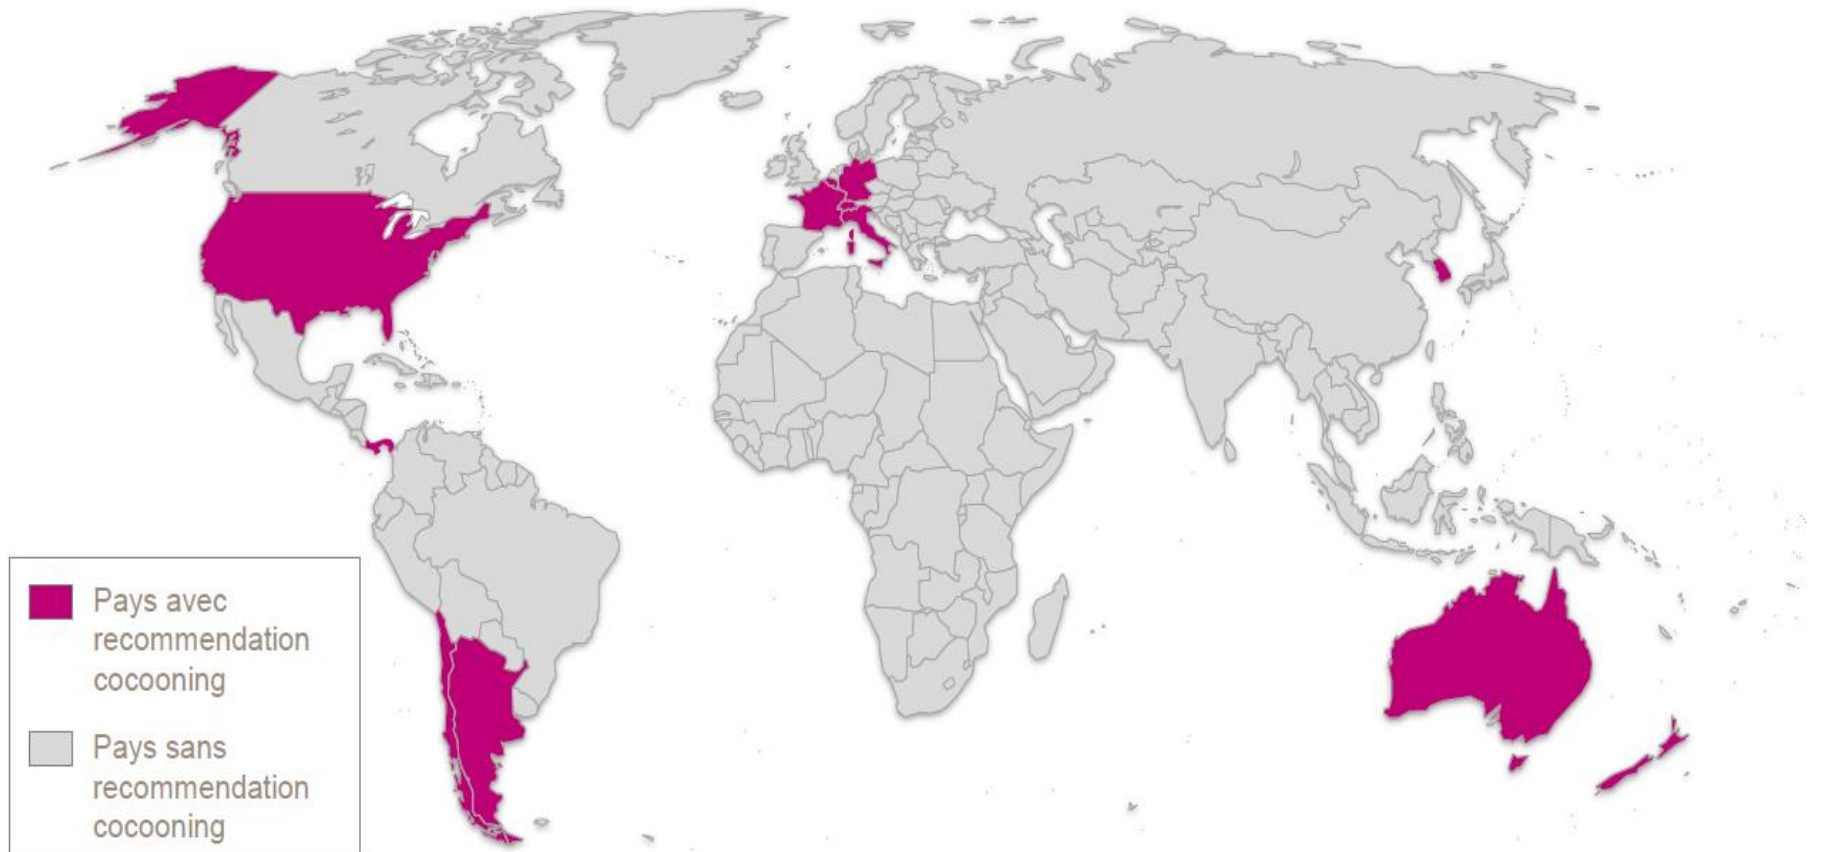 Pays avec
recommendation
cocooning
Pays sans
recommendation
cocooning